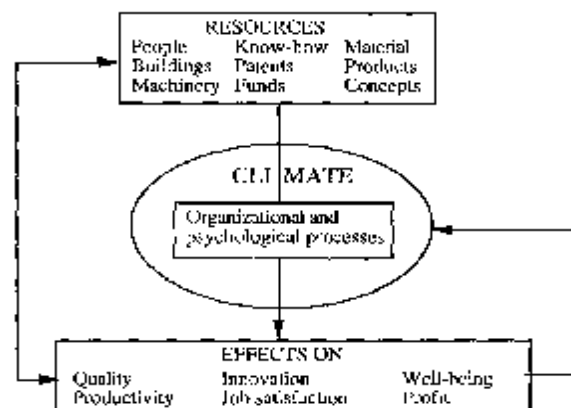 RESOURCES
People Know-how Material
Buildings Patents Products
Machinery Funds Concepts
CLIMATE
Organizational and
psychological processes
EFFECTS ON
Quality Innovation Well-being
Productivity Job satisfaction Profit